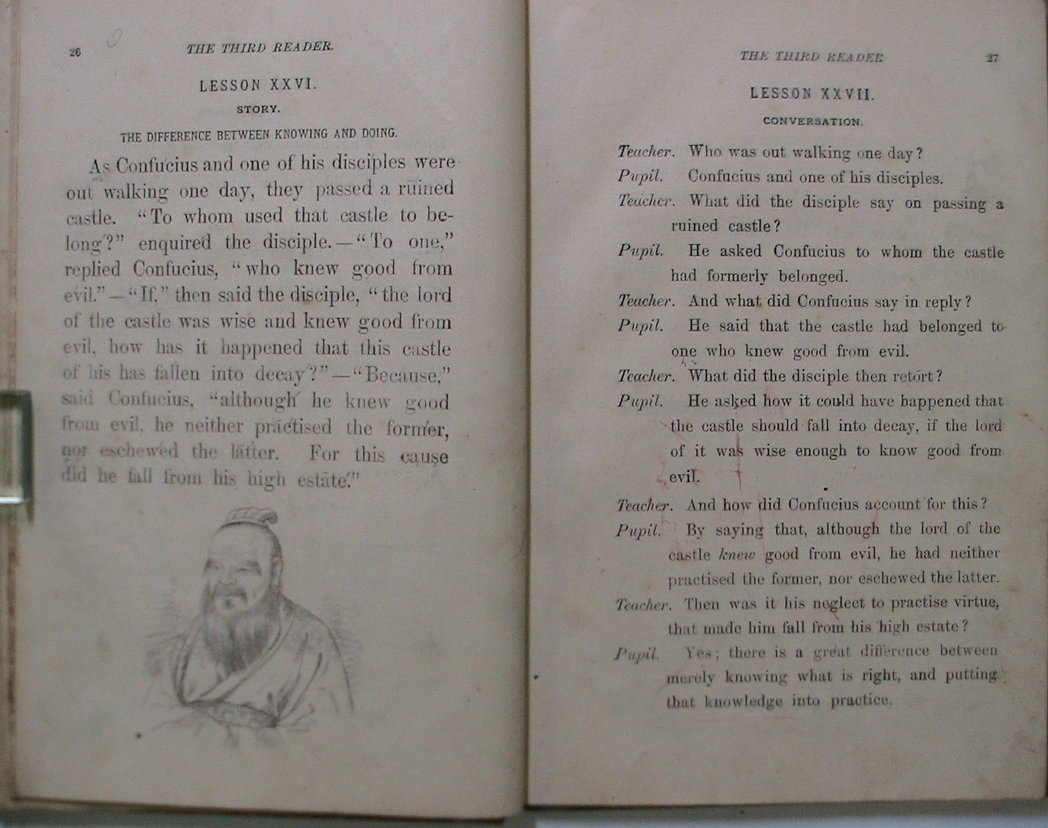 26
THE THIRD READER.
LESSON XXVI.
STORY.
THE DIFFERENCE BETWEEN KNOWING AND DOING.
As Confucius and one of his disciples were
out walking one day, they passed a ruined
castle. "To whom used that castle to be-
long?" enquired the disciple.—"To one,"
replied Confucius, "who knew good from
evil."—"If," then said the disciple, "the lord
of the castle was wise and knew good from
evil, how has it happened that this castle
of his has fallen into decay?"—"Because,"
said Confucius, "although he knew good
from evil, he neither practised the former,
nor eschewed the latter. For this cause
did he fall from his high estate."
THE THIRD READER
27
LESSON XXVII.
CONVERSATION.
Teacher. Who was out walking one day?
Pupil. Confucius and one of his disciples.
Teacher. What did the disciple say on passing a
ruined castle?
Pupil. He asked Confucius to whom the castle
had formerly belonged.
Teacher. And what did Confucius say in reply?
Pupil. He said that the castle had belonged to
one who knew good from evil.
Teacher. What did the disciple then retort?
Pupil. He asked how it could have happened that
the castle should fall into decay, if the lord
of it was wise enough to know good from
evil.
Teacher. And how did Confucius account for this?
Pupil. By saying that, although the lord of the
castle knew good from evil, he had neither
practised the former, nor eschewed the latter.
Teacher. Then was it his neglect to practise virtue,
that made him fall from his high estate?
Pupil. Yes; there is a great difference between
merely knowing what is right, and putting
that knowledge into practice.